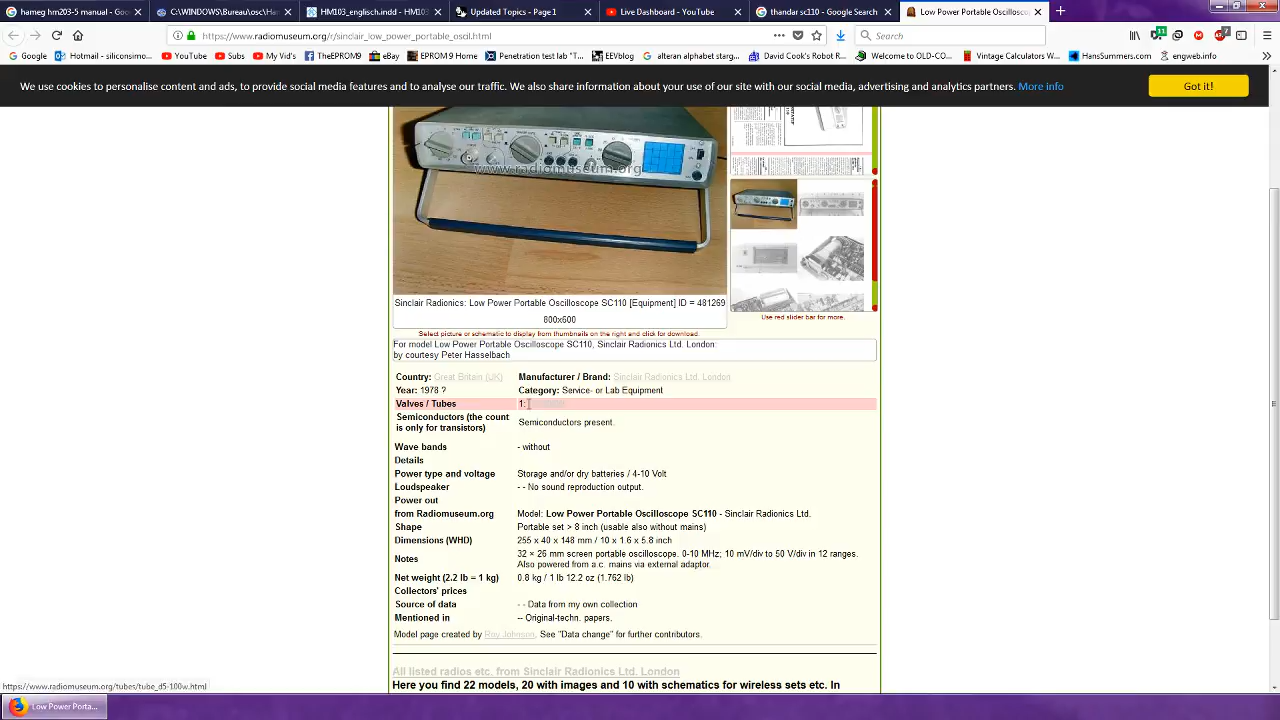 hameg hm203-5 manual - Goo
C:\WINDOWS\Bureau\osc\Ha
HM103_englisch.indd - HM103
Updated Topics - Page 1
Live Dashboard - YouTube
thandar sc110 - Google Search
Low Power Portable Oscillosco
https://www.radiomuseum.org/r/sinclair_low_power_portable_oscil.html
Search
Google
Hotmail - siliconsimo
YouTube
Subs
My Vid's
TheEPROM9
eBay
EPROM9 Home
Penetration test lab "T...
EEVblog
alteran alphabet starg...
David Cook's Robot R...
Welcome to OLD-CO...
Vintage Calculators W...
HansSummers.com
engweb.info
We use cookies to personalise content and ads, to provide social media features and to analyse our traffic. We also share information about your use of our site with our social media, advertising and analytics partners. More info
Got it!
www.radiomuseum.org
Sinclair Radionics: Low Power Portable Oscilloscope SC110 [Equipment] ID = 481269
800x600
Select picture or schematic to display from thumbnails on the right and click for download.
Use red slider bar for more.
For model Low Power Portable Oscilloscope SC110, Sinclair Radionics Ltd. London:
by courtesy Peter Hasselbach
Country: Great Britain (UK)
Manufacturer / Brand: Sinclair Radionics Ltd. London
Year: 1978 ?
Category: Service- or Lab Equipment
Valves / Tubes
1:
Semiconductors (the count
is only for transistors)
Semiconductors present.
Wave bands
- without
Details
Power type and voltage
Storage and/or dry batteries / 4-10 Volt
Loudspeaker
- - No sound reproduction output.
Power out
from Radiomuseum.org
Model: Low Power Portable Oscilloscope SC110 - Sinclair Radionics Ltd.
Shape
Portable set > 8 inch (usable also without mains)
Dimensions (WHD)
255 x 40 x 148 mm / 10 x 1.6 x 5.8 inch
Notes
32 × 26 mm screen portable oscilloscope. 0-10 MHz; 10 mV/div to 50 V/div in 12 ranges.
Also powered from a.c. mains via external adaptor.
Net weight (2.2 lb = 1 kg)
0.8 kg / 1 lb 12.2 oz (1.762 lb)
Collectors' prices
Source of data
- - Data from my own collection
Mentioned in
-- Original-techn. papers.
Model page created by Roy Johnson. See "Data change" for further contributors.
All listed radios etc. from Sinclair Radionics Ltd. London
Here you find 22 models, 20 with images and 10 with schematics for wireless sets etc. In
https://www.radiomuseum.org/tubes/tube_d5-100w.html
Low Power Porta...